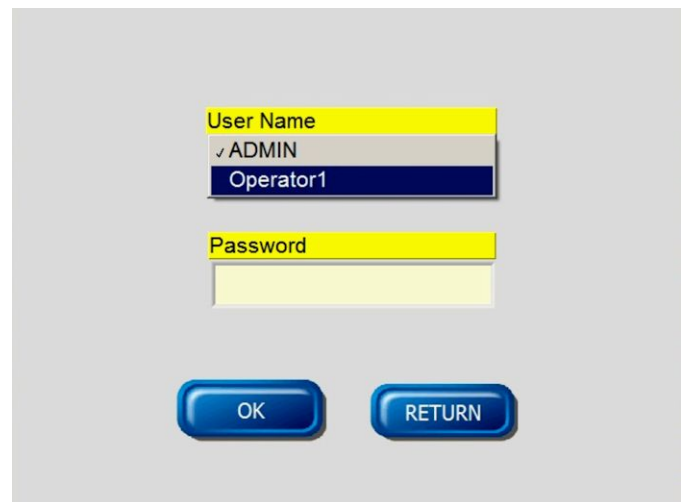 User Name
✓ ADMIN
Operator1
Password
OK
RETURN